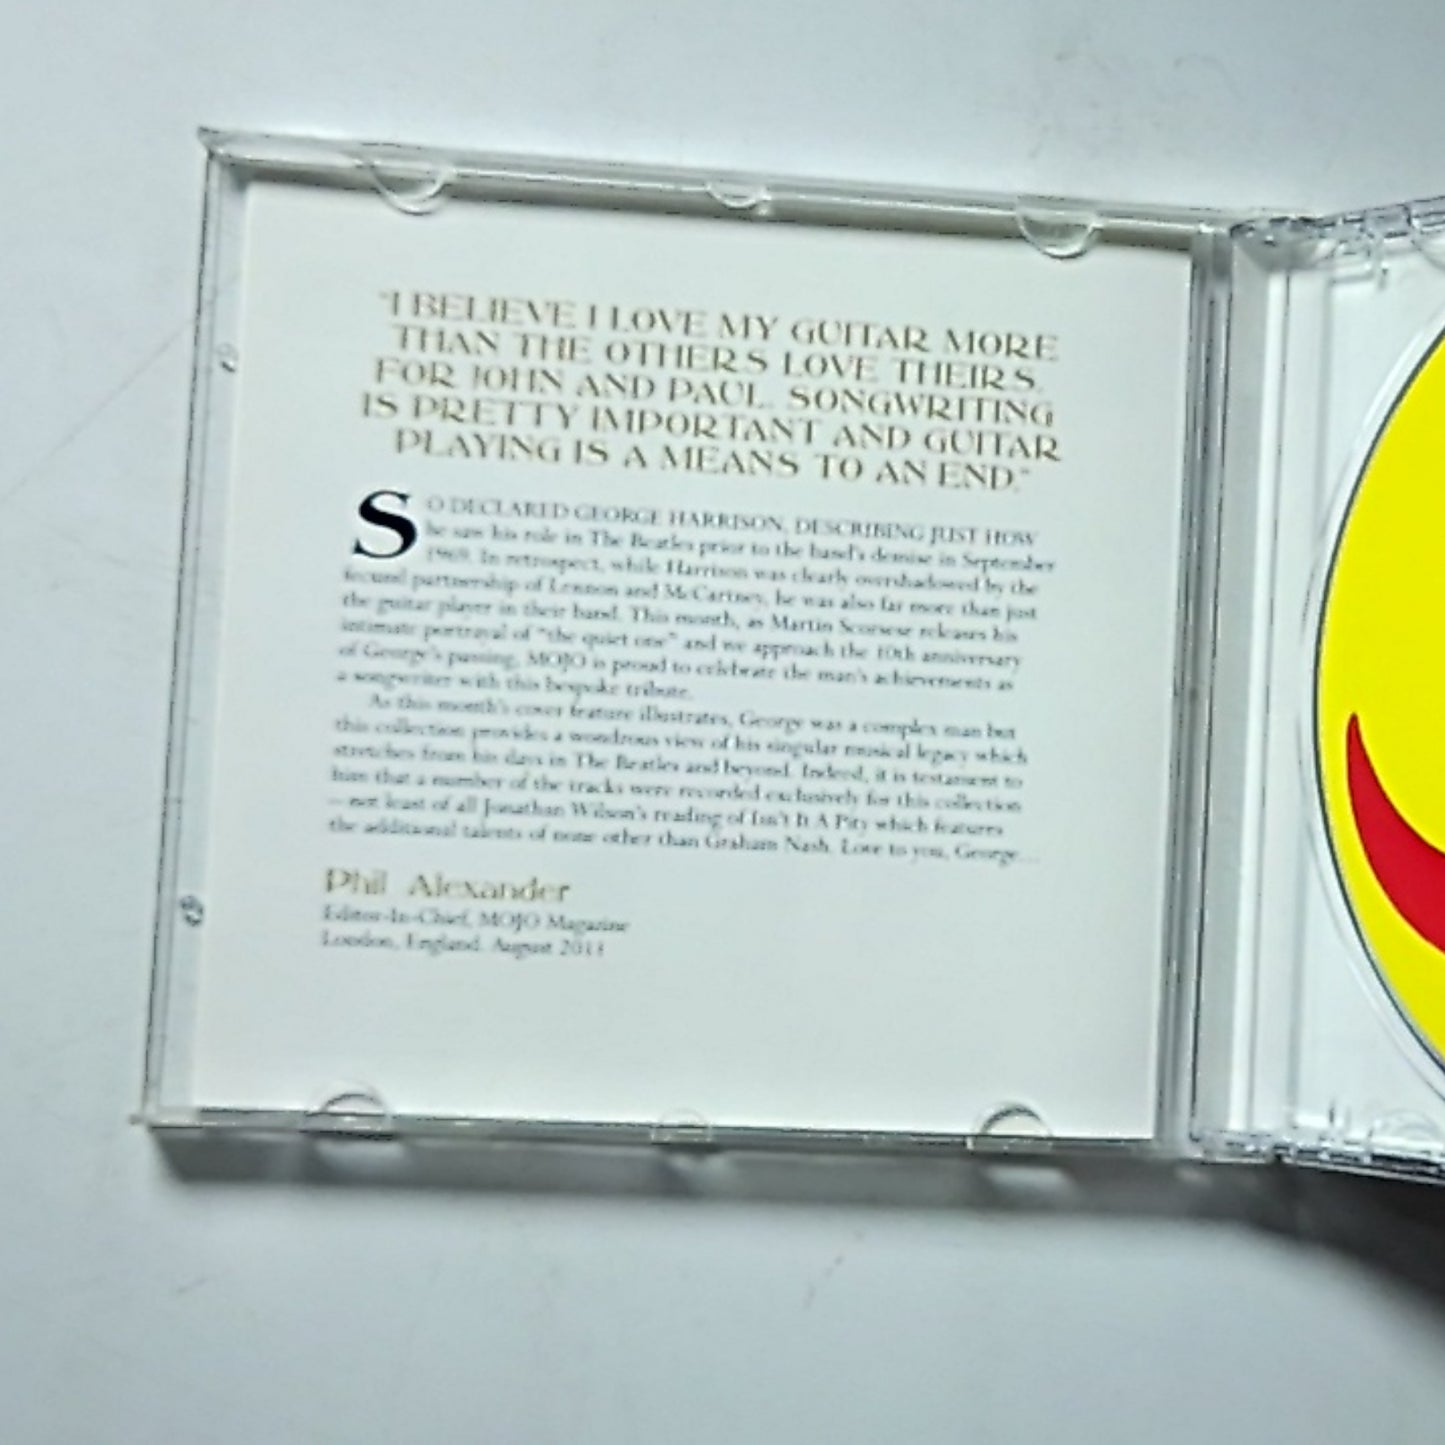 "I BELIEVE I LOVE MY GUITAR MORE
THAN THE OTHERS LOVE THEIRS.
FOR JOHN AND PAUL, SONGWRITING
IS PRETTY IMPORTANT AND GUITAR
PLAYING IS A MEANS TO AN END."
SO DECLARED GEORGE HARRISON, DESCRIBING JUST HOW
he saw his role in The Beatles prior to the band's demise in September
1969. In retrospect, while Harrison was clearly overshadowed by the
fecund partnership of Lennon and McCartney, he was also far more than just
the guitar player in their band. This month, as Martin Scorsese releases his
intimate portrayal of "the quiet one" and we approach the 10th anniversary
of George's passing, MOJO is proud to celebrate the man's achievements as
a songwriter with this bespoke tribute.
As this month's cover feature illustrates, George was a complex man but
this collection provides a wondrous view of his singular musical legacy which
stretches from his days in The Beatles and beyond. Indeed, it is testament to
him that a number of the tracks were recorded exclusively for this collection
– not least of all Jonathan Wilson's reading of Isn't It A Pity which features
the additional talents of none other than Graham Nash. Love to you, George...
Phil Alexander
Editor-In-Chief, MOJO Magazine
London, England. August 2011